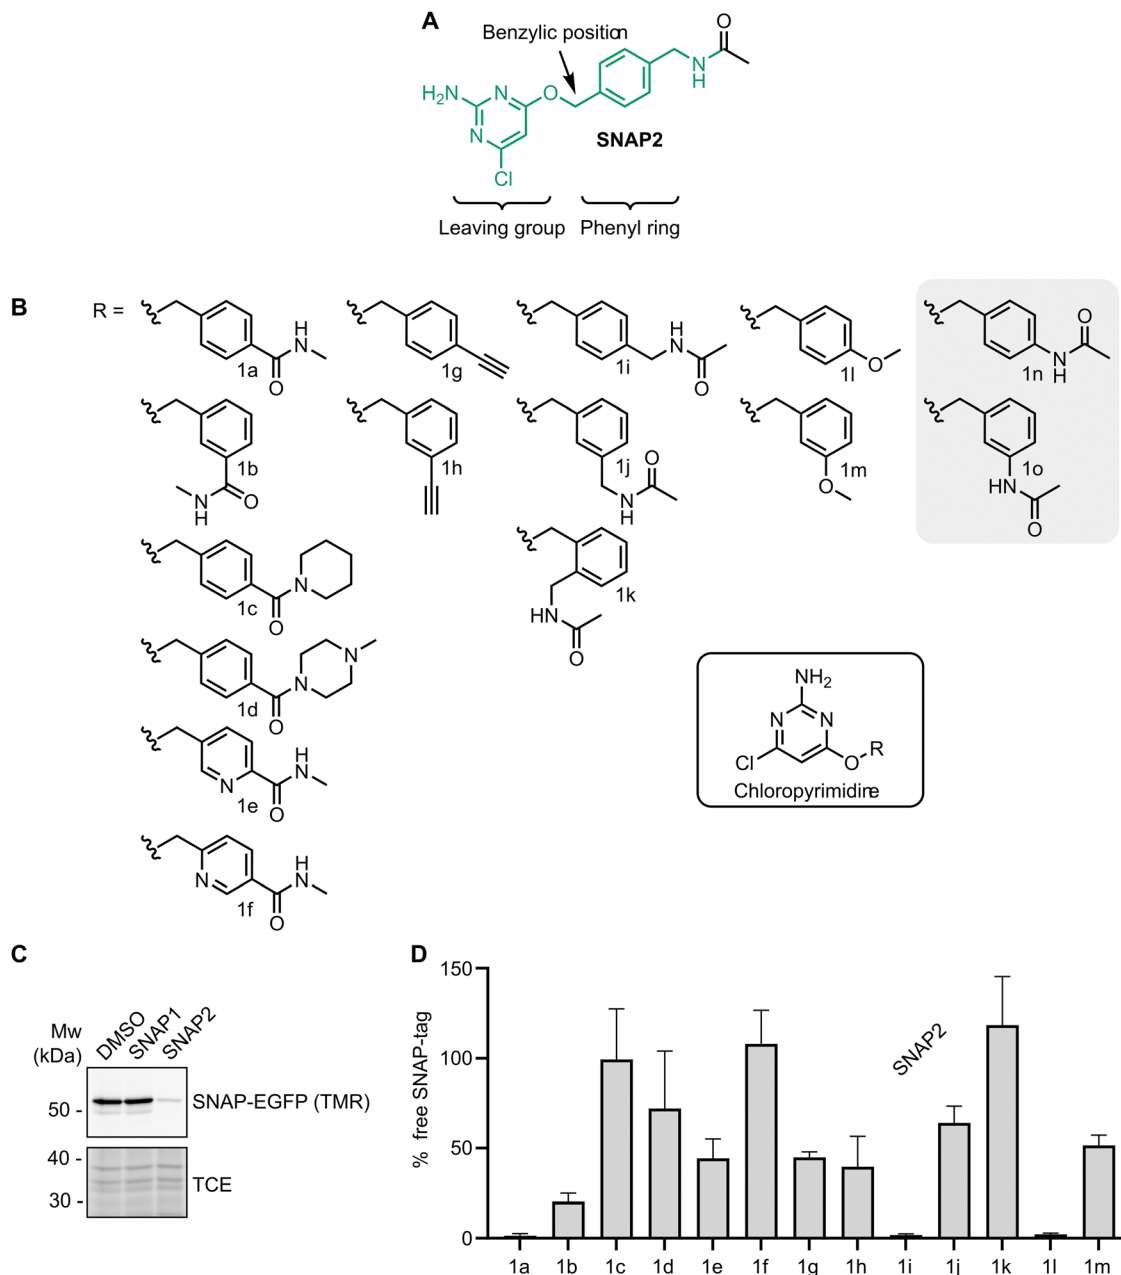 A
Benzylic position
O
H₂N
N
O
N
H
N
SNAP2
Cl
Leaving group
Phenyl ring
B
R =
H
N
O
1a
1g
1i
H
N
O
1l
O
1n
O
N
H
1b
O
N
H
1h
1j
O
N
H
1m
O
1o
HN
O
1c
N
O
1k
HN
O
1d
N
N
O
NH₂
N
N
Cl
O
R
Chloropyrimidine
N
1e
H
N
O
N
1f
H
N
O
C
Mw
(kDa)
DMSO
SNAP1
SNAP2
50 -
SNAP-EGFP (TMR)
40 -
30 -
TCE
D
% free SNAP-tag
150
100
50
0
SNAP2
1a 1b 1c 1d 1e 1f 1g 1h 1i 1j 1k 1l 1m